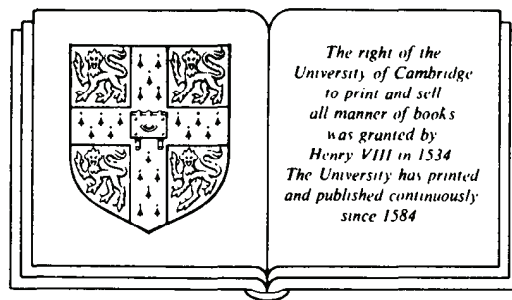 The right of the
University of Cambridge
to print and sell
all manner of books
was granted by
Henry VIII in 1534
The University has printed
and published continuously
since 1584